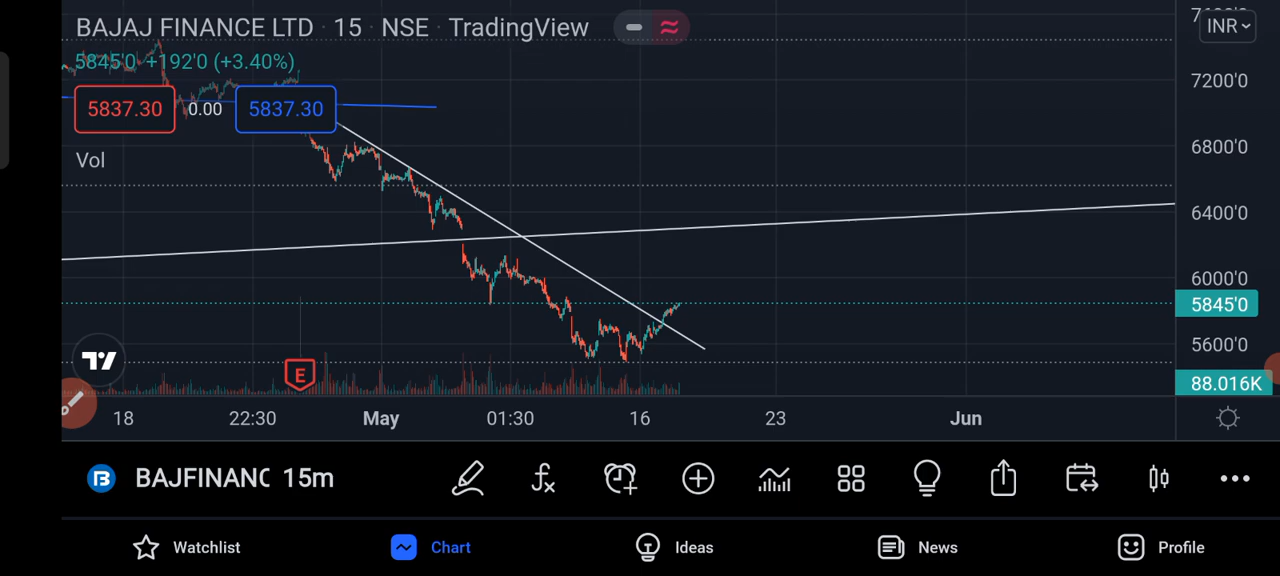 BAJAJ FINANCE LTD · 15 · NSE · TradingView
INR
5845'0 +192'0 (+3.40%)
7200'0
5837.30 0.00 5837.30
6800'0
Vol
6400'0
6000'0
5845'0
5600'0
E
88.016K
18 22:30 May 01:30 16 23 Jun
BAJFINANC 15m
Watchlist Chart Ideas News Profile